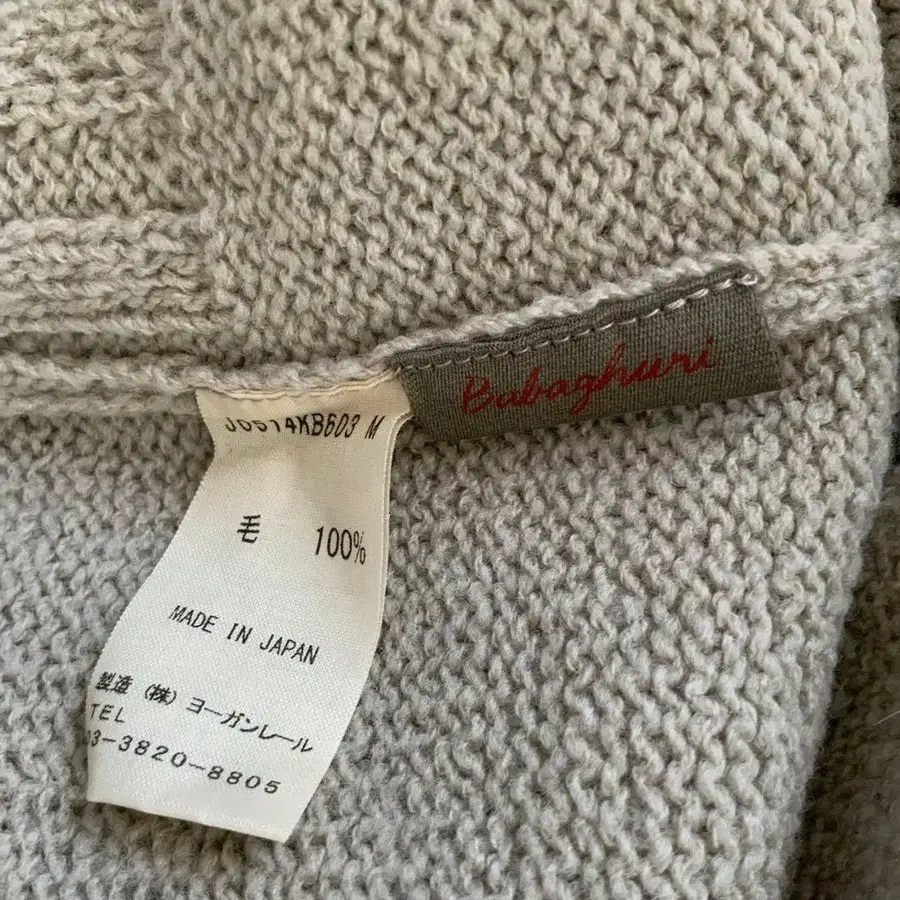 Babaghuri
J0514KB603 M
毛 100%
MADE IN JAPAN
製造 (株) ヨーガンレール
TEL
03-3820-8805